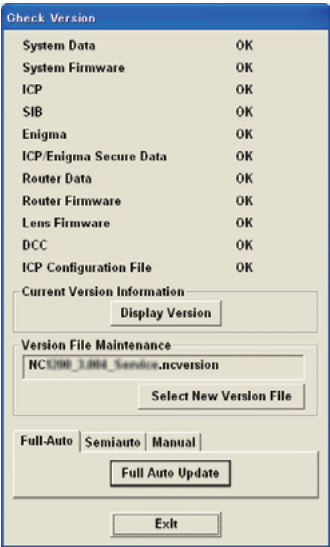 Check Version
System Data OK
System Firmware OK
ICP OK
SIB OK
Enigma OK
ICP/Enigma Secure Data OK
Router Data OK
Router Firmware OK
Lens Firmware OK
DCC OK
ICP Configuration File OK
Current Version Information
Display Version
Version File Maintenance
NC .ncversion
Select New Version FIle
Full-Auto Semiauto Manual
Full Auto Update
Exit